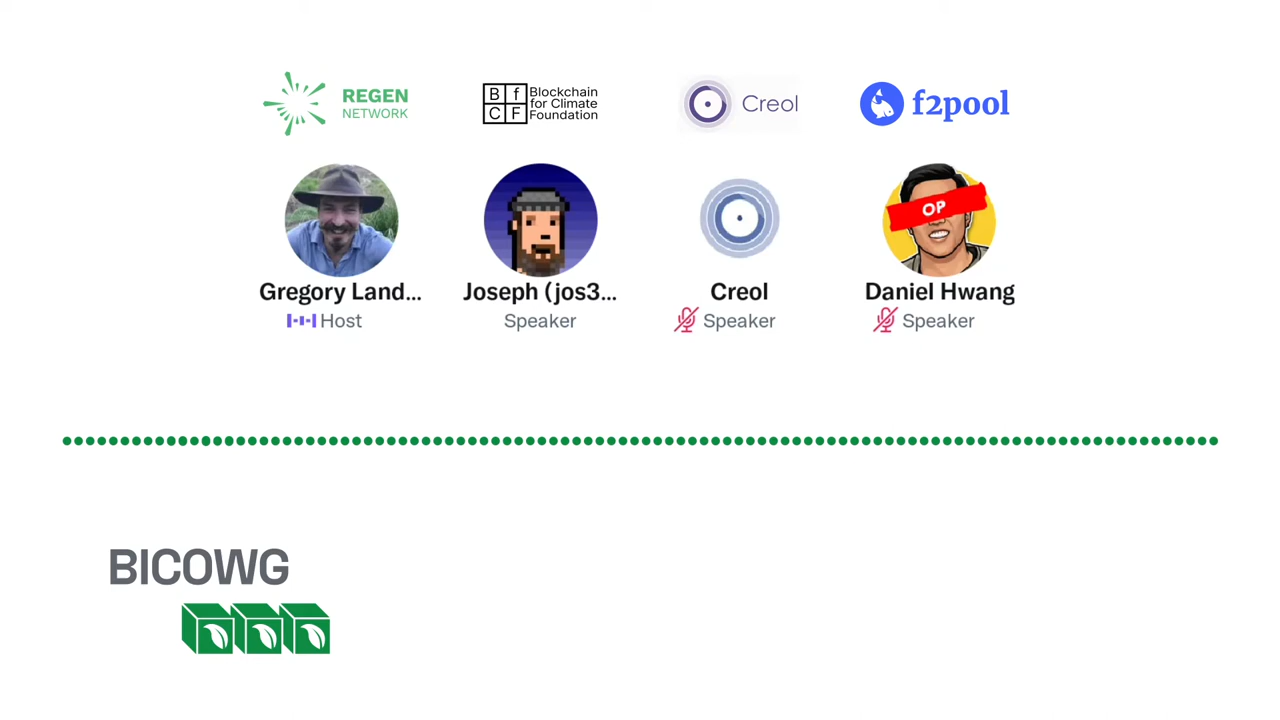 REGEN
NETWORK
B f
C F
Blockchain
for Climate
Foundation
Creol
f2pool
OP
Gregory Land...
Joseph (jos3...
Creol
Daniel Hwang
Host
Speaker
Speaker
Speaker
BICOWG